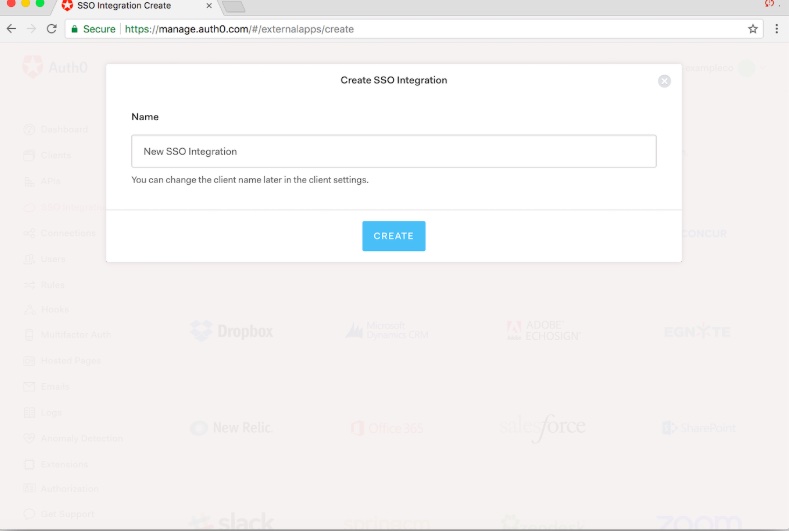 SSO Integration Create
Secure https://manage.auth0.com/#/externalapps/create
Auth0
Create SSO Integration
Name
New SSO Integration
You can change the client name later in the client settings.
CREATE
Dashboard
Clients
APIs
Connections
CONCUR
Users
Rules
Hooks
Multifactor Auth
Dropbox
Microsoft
Dynamics CRM
ADOBE
ECHOSIGN
Hosted Pages
Emails
Logs
New Relic
Office 365
salesforce
SharePoint
Anomaly Detection
Extensions
Authorization
Get Support
slack
zoom